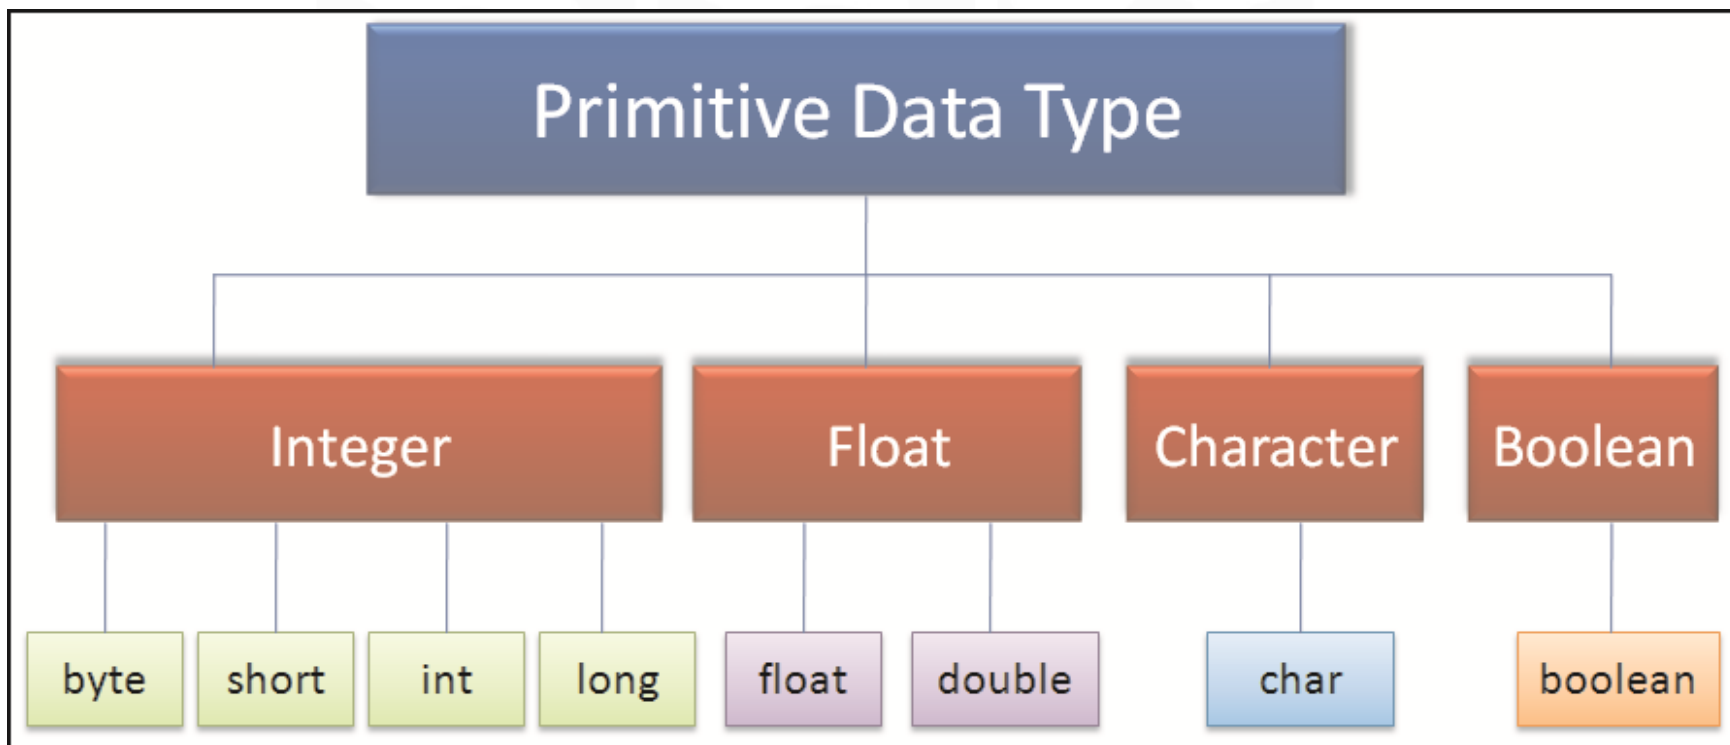 Primitive Data Type
Integer
Float
Character
Boolean
byte
short
int
long
float
double
char
boolean